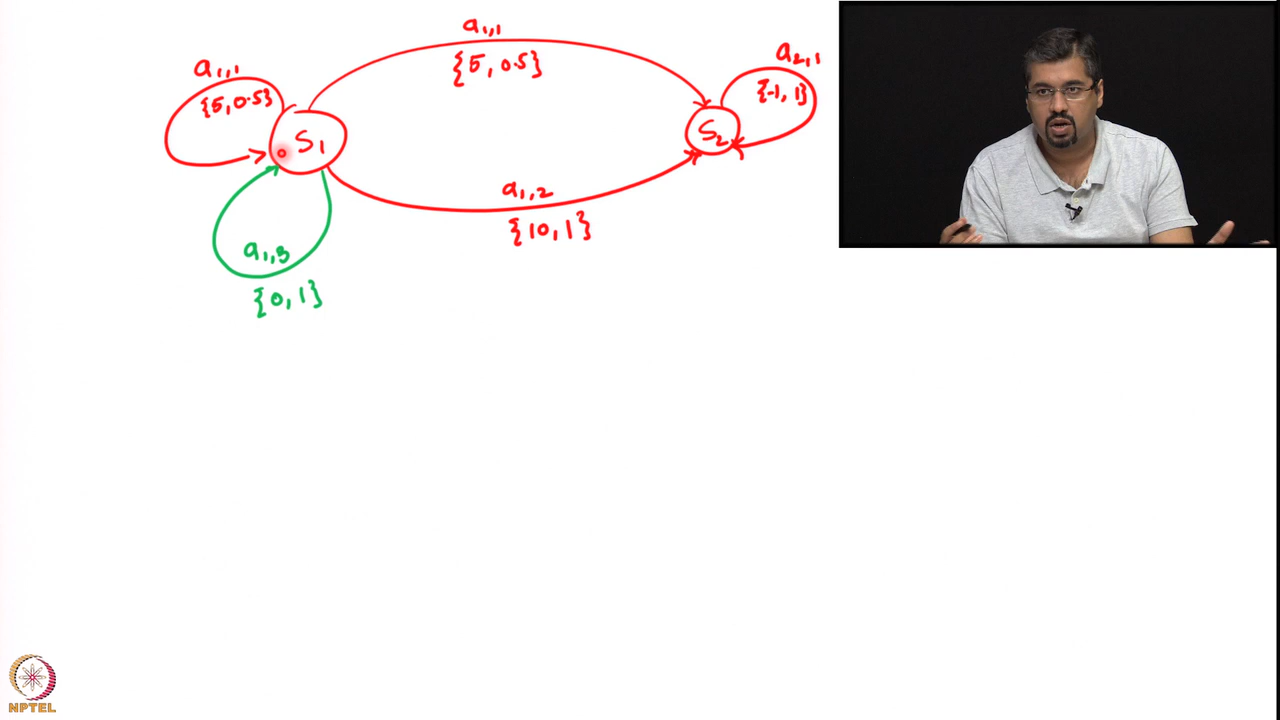 a1,1
{5, 0.5}
a1,1
{5, 0.5}
a2,1
{-1, 1}
S1
S2
a1,2
{10, 1}
a1,3
{0, 1}
NPTEL